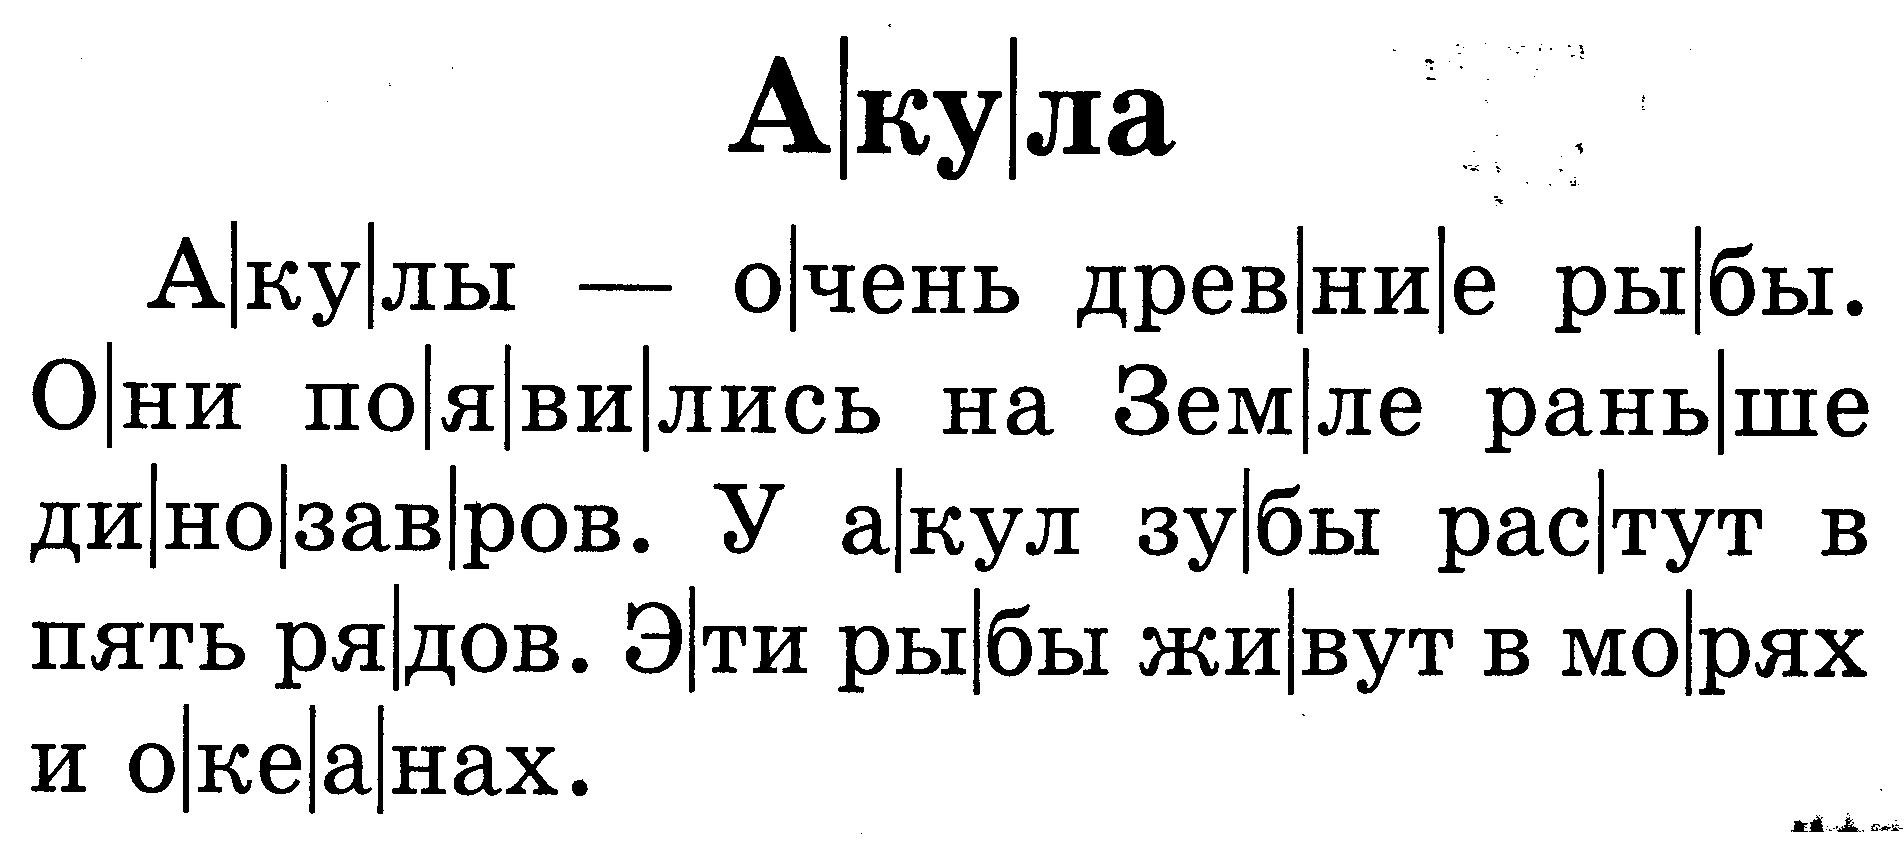 А|ку|ла
А|ку|лы — о|чень древ|ни|е ры|бы.
О|ни по|я|ви|лись на Зем|ле рань|ше
ди|но|зав|ров. У а|кул зу|бы рас|тут в
пять ря|дов. Э|ти ры|бы жи|вут в мо|рях
и о|ке|а|нах.